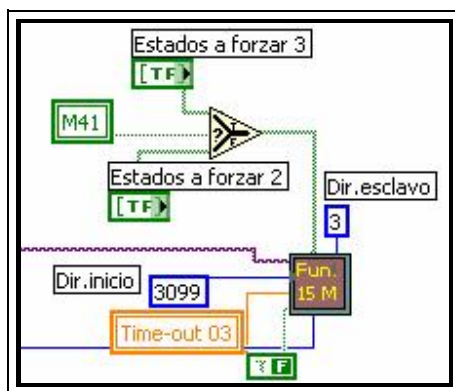 Estados a forzar 3
[TF]
M41
?
T
F
Estados a forzar 2
[TF]
Dir.esclavo
3
Dir.inicio
3099
Fun.
15 M
Time-out 03
F